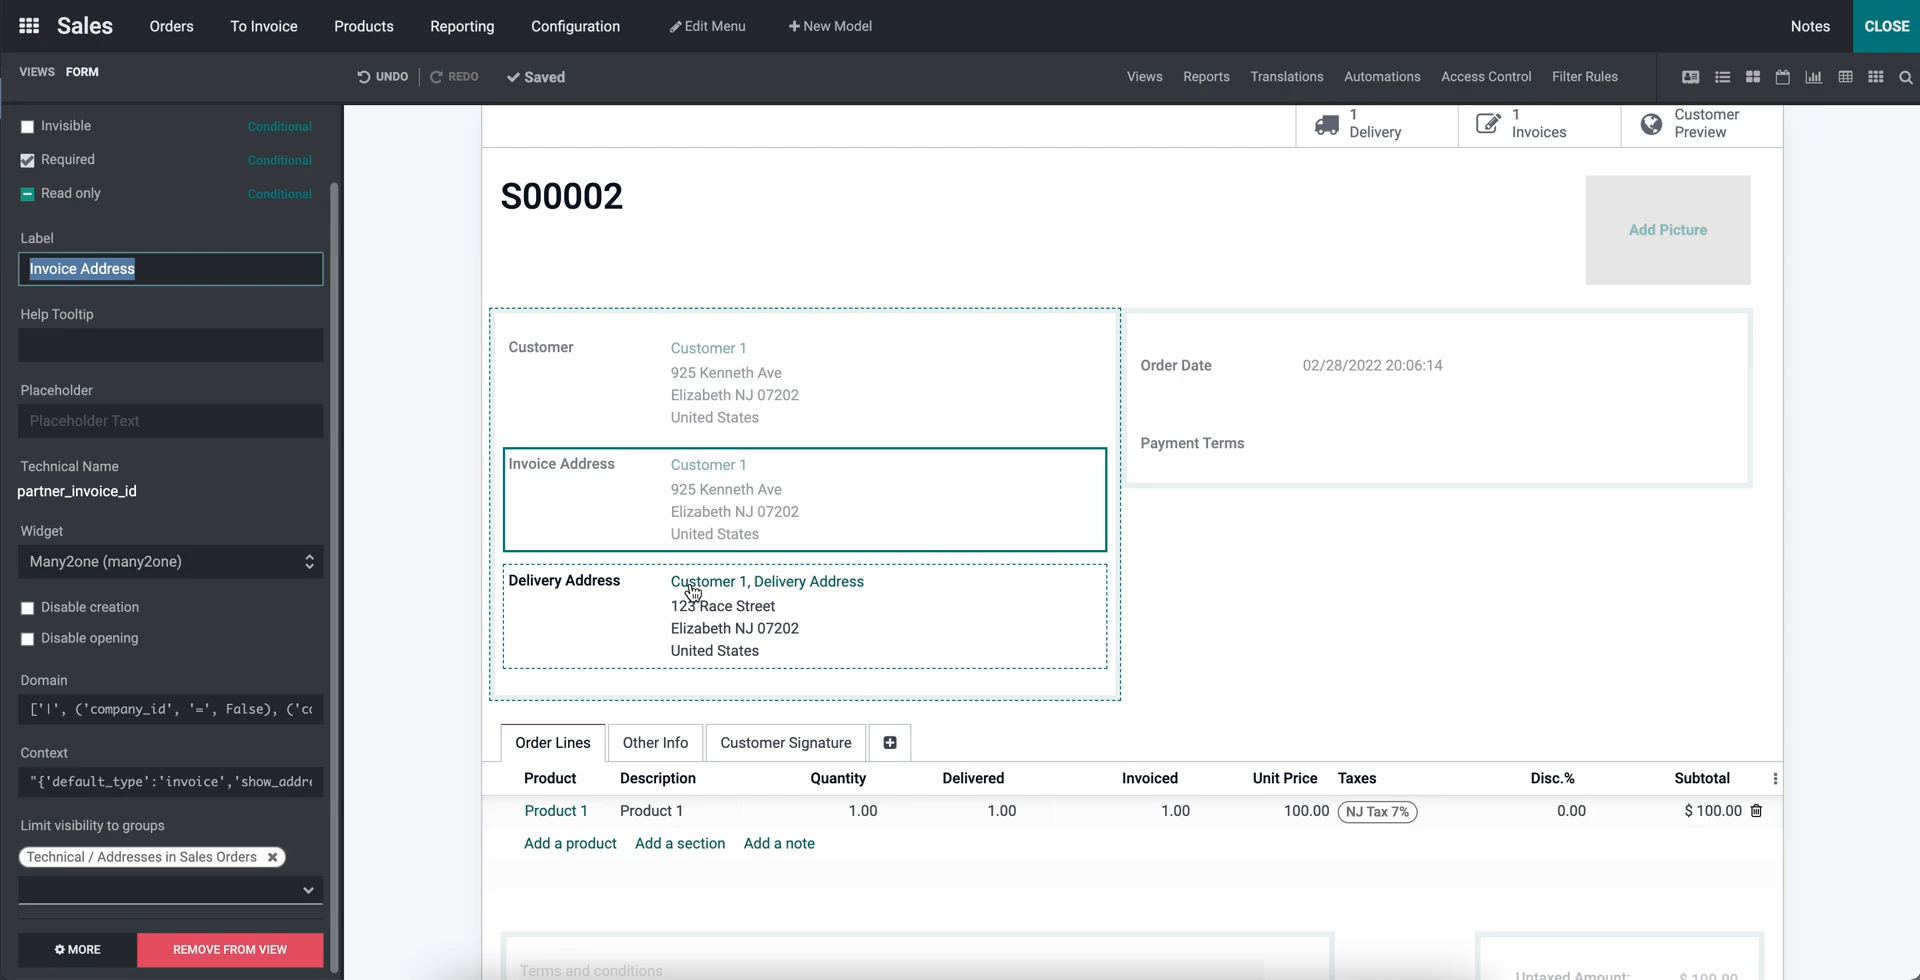 Sales Orders To Invoice Products Reporting Configuration Edit Menu New Model Notes CLOSE
VIEWS FORM UNDO REDO Saved Views Reports Translations Automations Access Control Filter Rules
Invisible Conditional
Required Conditional
Read only Conditional
Label
Invoice Address
Help Tooltip
Placeholder
Placeholder Text
Technical Name
partner_invoice_id
Widget
Many2one (many2one)
Disable creation
Disable opening
Domain
['|', ('company_id', '=', False), ('co
Context
"{'default_type':'invoice','show_addre
Limit visibility to groups
Technical / Addresses in Sales Orders
MORE REMOVE FROM VIEW
1
Delivery
1
Invoices
Customer
Preview
S00002
Add Picture
Customer Customer 1
925 Kenneth Ave
Elizabeth NJ 07202
United States
Invoice Address Customer 1
925 Kenneth Ave
Elizabeth NJ 07202
United States
Delivery Address Customer 1, Delivery Address
123 Race Street
Elizabeth NJ 07202
United States
Order Date 02/28/2022 20:06:14
Payment Terms
Order Lines Other Info Customer Signature
Product Description Quantity Delivered Invoiced Unit Price Taxes Disc.% Subtotal
Product 1 Product 1 1.00 1.00 1.00 100.00 NJ Tax 7% 0.00 $ 100.00
Add a product Add a section Add a note
Terms and conditions
Untaxed Amount: $ 100.00